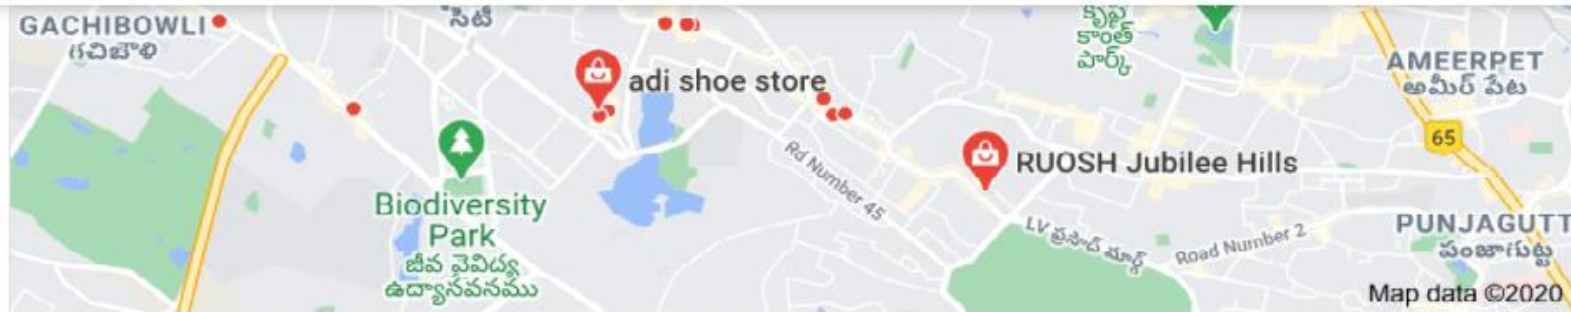 GACHIBOWLI
గచిబౌలి
సిటీ
adi shoe store
కృష్ణ
కాంత్
పార్క్
AMEERPET
అమీర్ పేట
65
Rd Number 45
RUOSH Jubilee Hills
Biodiversity
Park
జీవ వైవిధ్య
ఉద్యానవనము
LV ప్రసాద్ మార్గ్
Road Number 2
PUNJAGUTT
పంజాగుట్ట
Map data ©2020